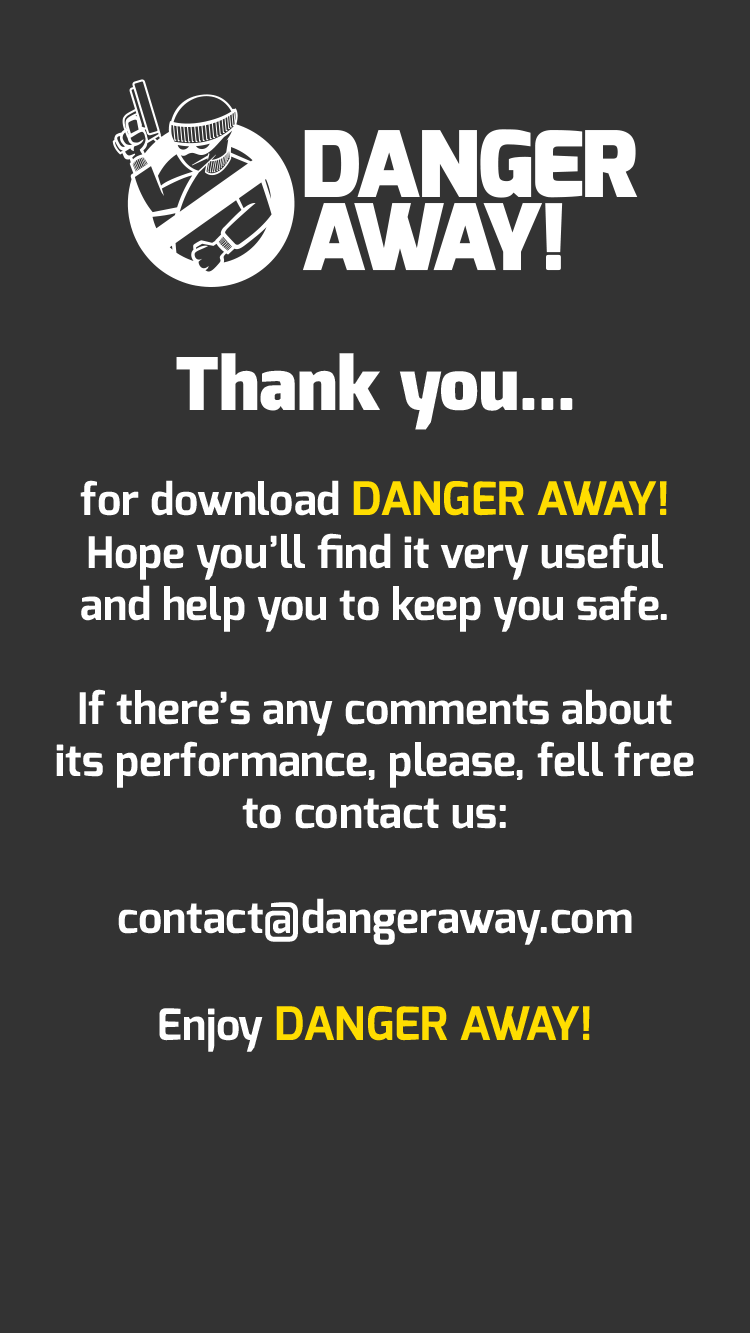 DANGER
AWAY!
Thank you...
for download DANGER AWAY!
Hope you’ll find it very useful
and help you to keep you safe.
If there’s any comments about
its performance, please, fell free
to contact us:
contact@dangeraway.com
Enjoy DANGER AWAY!